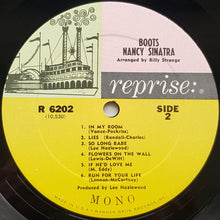 BOOTS
NANCY SINATRA
Arranged by Billy Strange
reprise:
R 6202
(10,530)
SIDE
2
1. IN MY ROOM
(Vance-Pockriss)
2. LIES (Randell-Charles)
3. SO LONG BABE
(Lee Hazlewood)
4. FLOWERS ON THE WALL
(Lewis-DeWitt)
5. IF HE'D LOVE ME
(M. Eddy)
6. RUN FOR YOUR LIFE
(Lennon-McCartney)
Produced by Lee Hazlewood
MONO